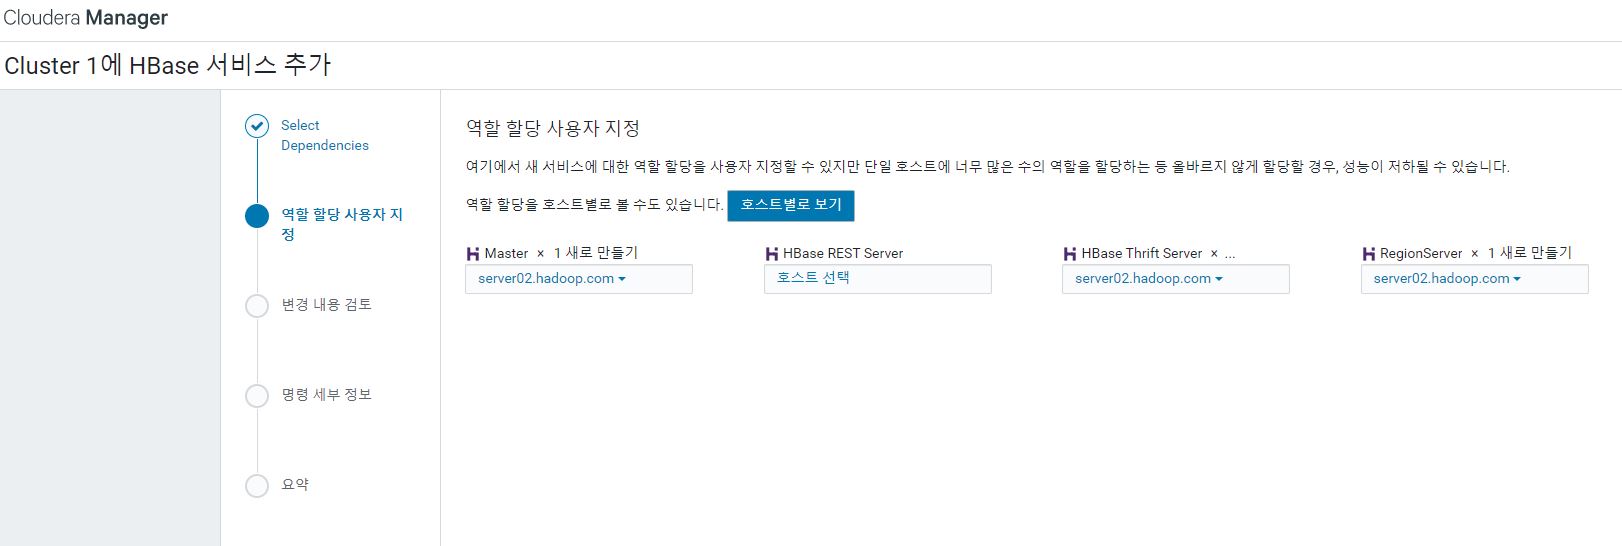 Cloudera Manager
Cluster 1에 HBase 서비스 추가
Select
Dependencies
역할 할당 사용자 지
정
변경 내용 검토
명령 세부 정보
요약
역할 할당 사용자 지정
여기에서 새 서비스에 대한 역할 할당을 사용자 지정할 수 있지만 단일 호스트에 너무 많은 수의 역할을 할당하는 등 올바르지 않게 할당할 경우, 성능이 저하될 수 있습니다.
역할 할당을 호스트별로 볼 수도 있습니다. 호스트별로 보기
Master × 1 새로 만들기
server02.hadoop.com
HBase REST Server
호스트 선택
HBase Thrift Server × ...
server02.hadoop.com
RegionServer × 1 새로 만들기
server02.hadoop.com